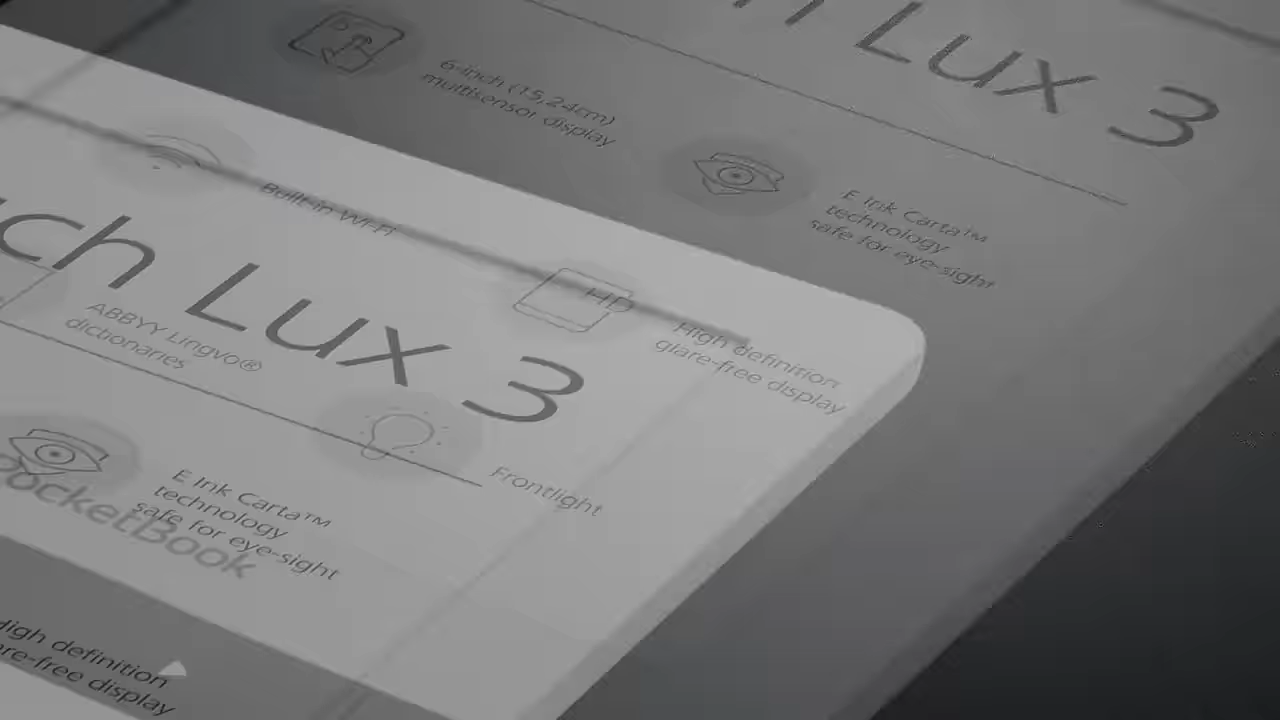 Lux 3
6-inch (15,24cm)
multisensor display
E Ink Carta™
technology
safe for eye-sight
Built-in Wi-Fi
HD
High definition
glare-free display
ch Lux 3
ABBYY Lingvo®
dictionaries
Frontlight
E Ink Carta™
technology
safe for eye-sight
PocketBook
High definition
re-free display